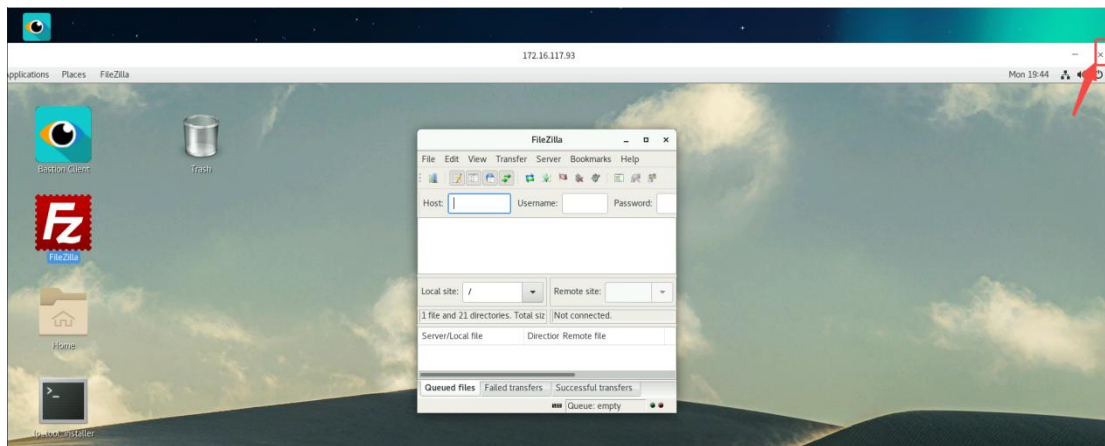 172.16.117.93
Applications Places FileZilla Mon 19:44
Bastion Client
Trash
FileZilla
Home
FileZilla
File Edit View Transfer Server Bookmarks Help
Host: Username: Password:
Local site: / Remote site:
1 file and 21 directories. Total siz Not connected.
Server/Local file Direction Remote file
Queued files Failed transfers Successful transfers
Queue: empty